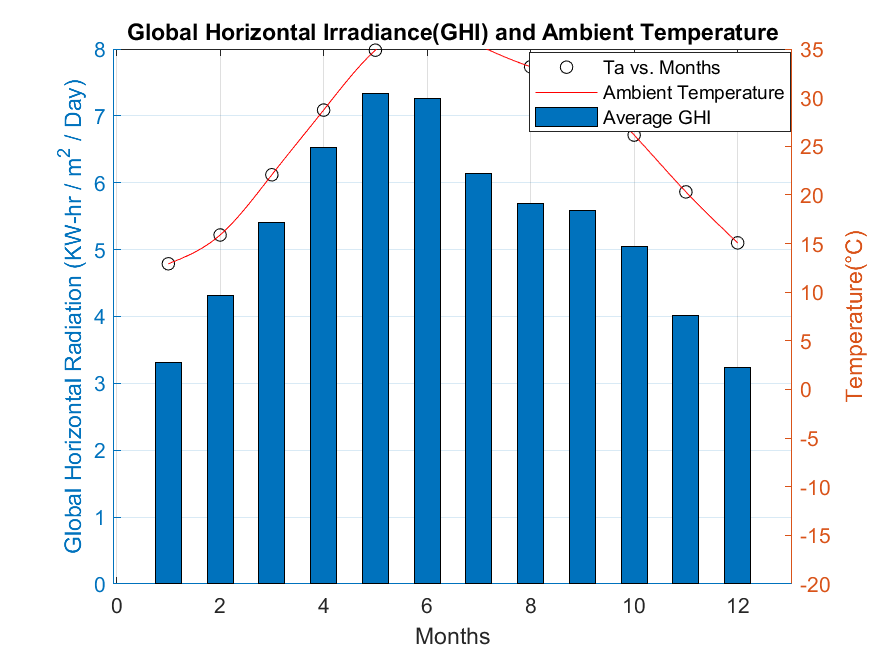 Global Horizontal Irradiance(GHI) and Ambient Temperature
Global Horizontal Radiation (KW-hr / m² / Day)
8
7
6
5
4
3
2
1
0
Ta vs. Months
Ambient Temperature
Average GHI
35
30
25
20
15
10
5
0
-5
-10
-15
-20
Temperature(°C)
0 2 4 6 8 10 12
Months